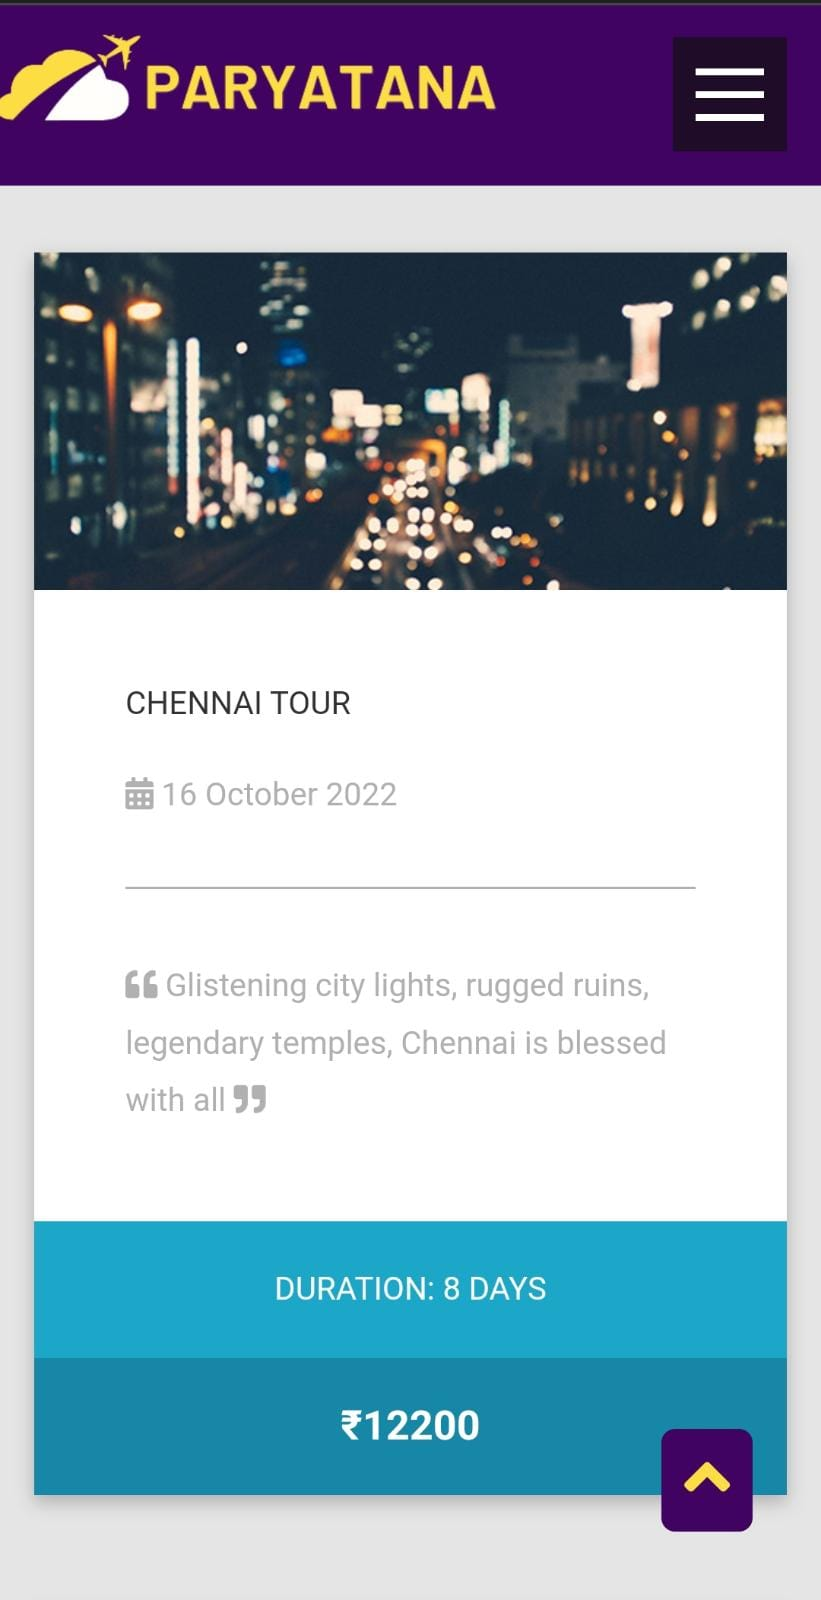 PARYATANA
CHENNAI TOUR
16 October 2022
❝ Glistening city lights, rugged ruins,
legendary temples, Chennai is blessed
with all ❞
DURATION: 8 DAYS
₹12200